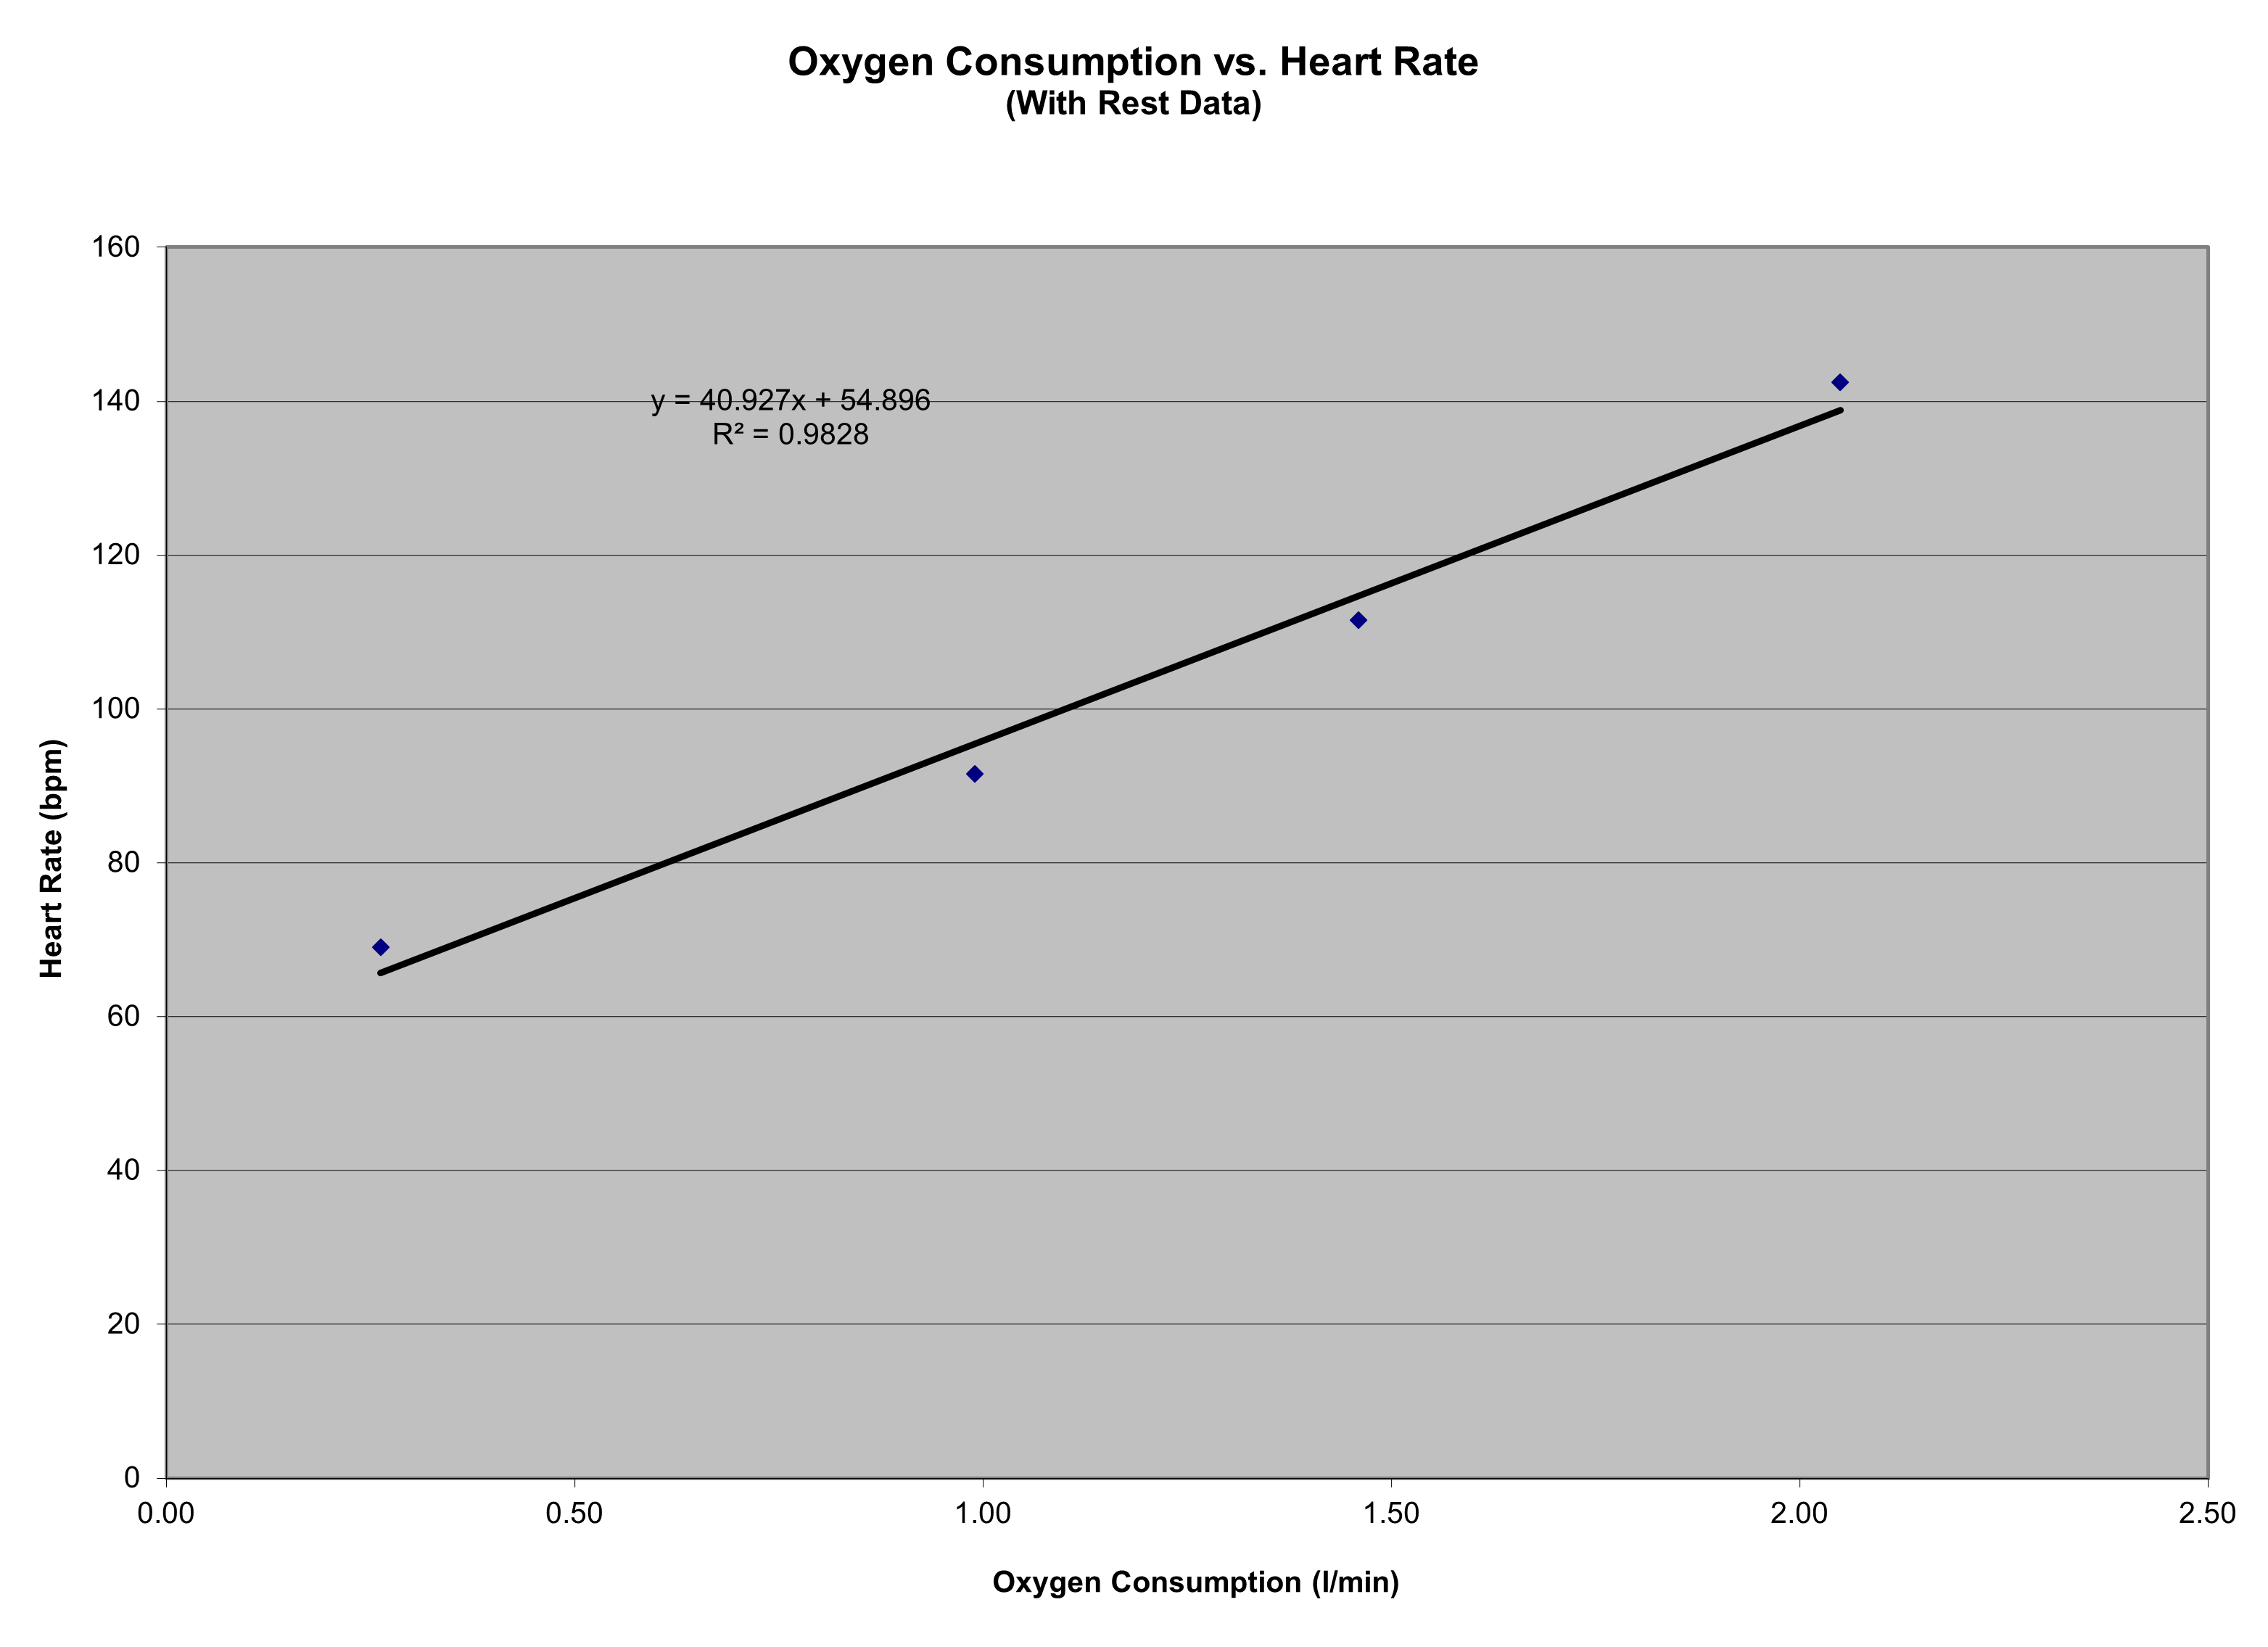 Oxygen Consumption vs. Heart Rate
(With Rest Data)
160
140
120
100
80
60
40
20
0
y = 40.927x + 54.896
R² = 0.9828
Heart Rate (bpm)
0.00 0.50 1.00 1.50 2.00 2.50
Oxygen Consumption (l/min)